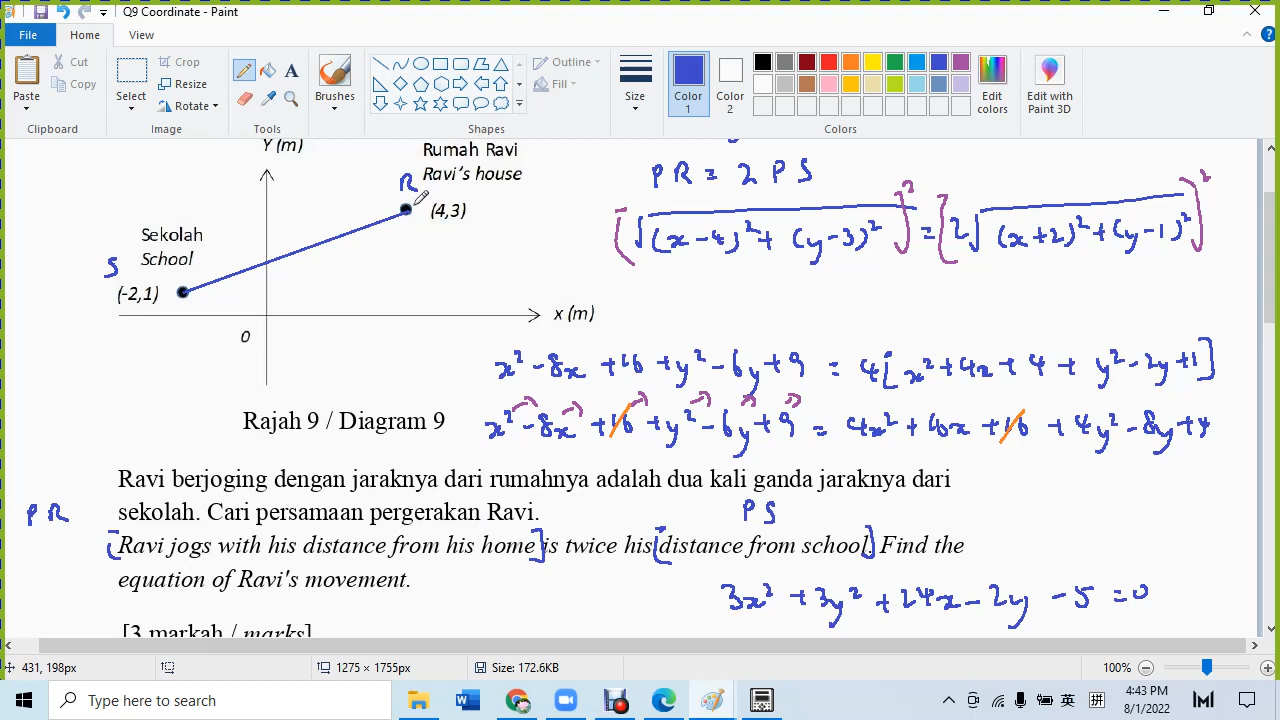 Q9 Coordinate - Paint
File Home View
Paste Cut Copy Clipboard
Select Crop Resize Rotate Image
A Tools
Brushes
Outline Fill Shapes
Size
Color 1 Color 2 Edit colors Colors
Edit with Paint 3D
Y (m)
Rumah Ravi
Ravi's house
R
(4,3)
Sekolah
School
S
(-2,1)
0
x (m)
Rajah 9 / Diagram 9
PR = 2 PS
[√(x-4)²+(y-3)²]² = [2√(x+2)²+(y-1)²]²
x²-8x+16+y²-6y+9 = 4[x²+4x+4+y²-2y+1]
x²-8x+16+y²-6y+9 = 4x²+16x+16+4y²-8y+4
Ravi berjoging dengan jaraknya dari rumahnya adalah dua kali ganda jaraknya dari
sekolah. Cari persamaan pergerakan Ravi.
PR PS
[Ravi jogs with his distance from his home] is twice his [distance from school]. Find the
equation of Ravi's movement.
3x²+3y²+24x-2y-5=0
[3 markah / marks]
431, 198px 1275 × 1755px Size: 172.6KB 100%
Type here to search
英 拼 4:43 PM
8/1/2022